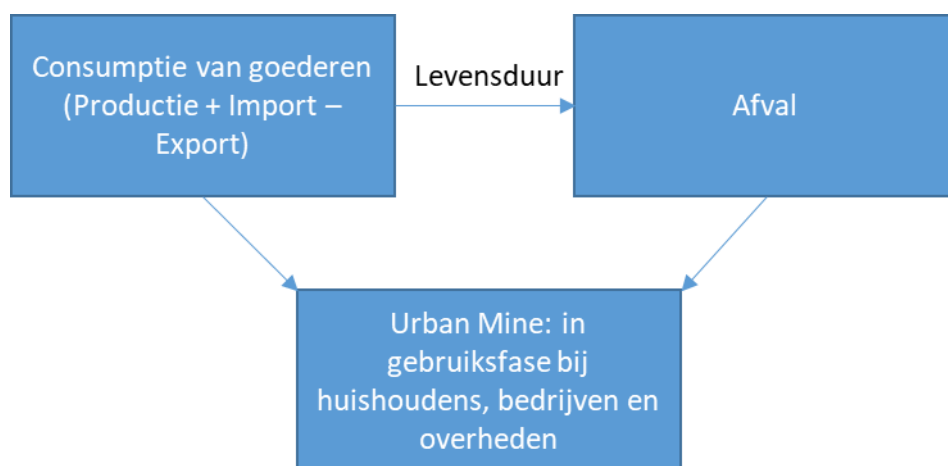 Consumptie van goederen
(Productie + Import –
Export)
Levensduur
Afval
Urban Mine: in
gebruiksfase bij
huishoudens, bedrijven en
overheden